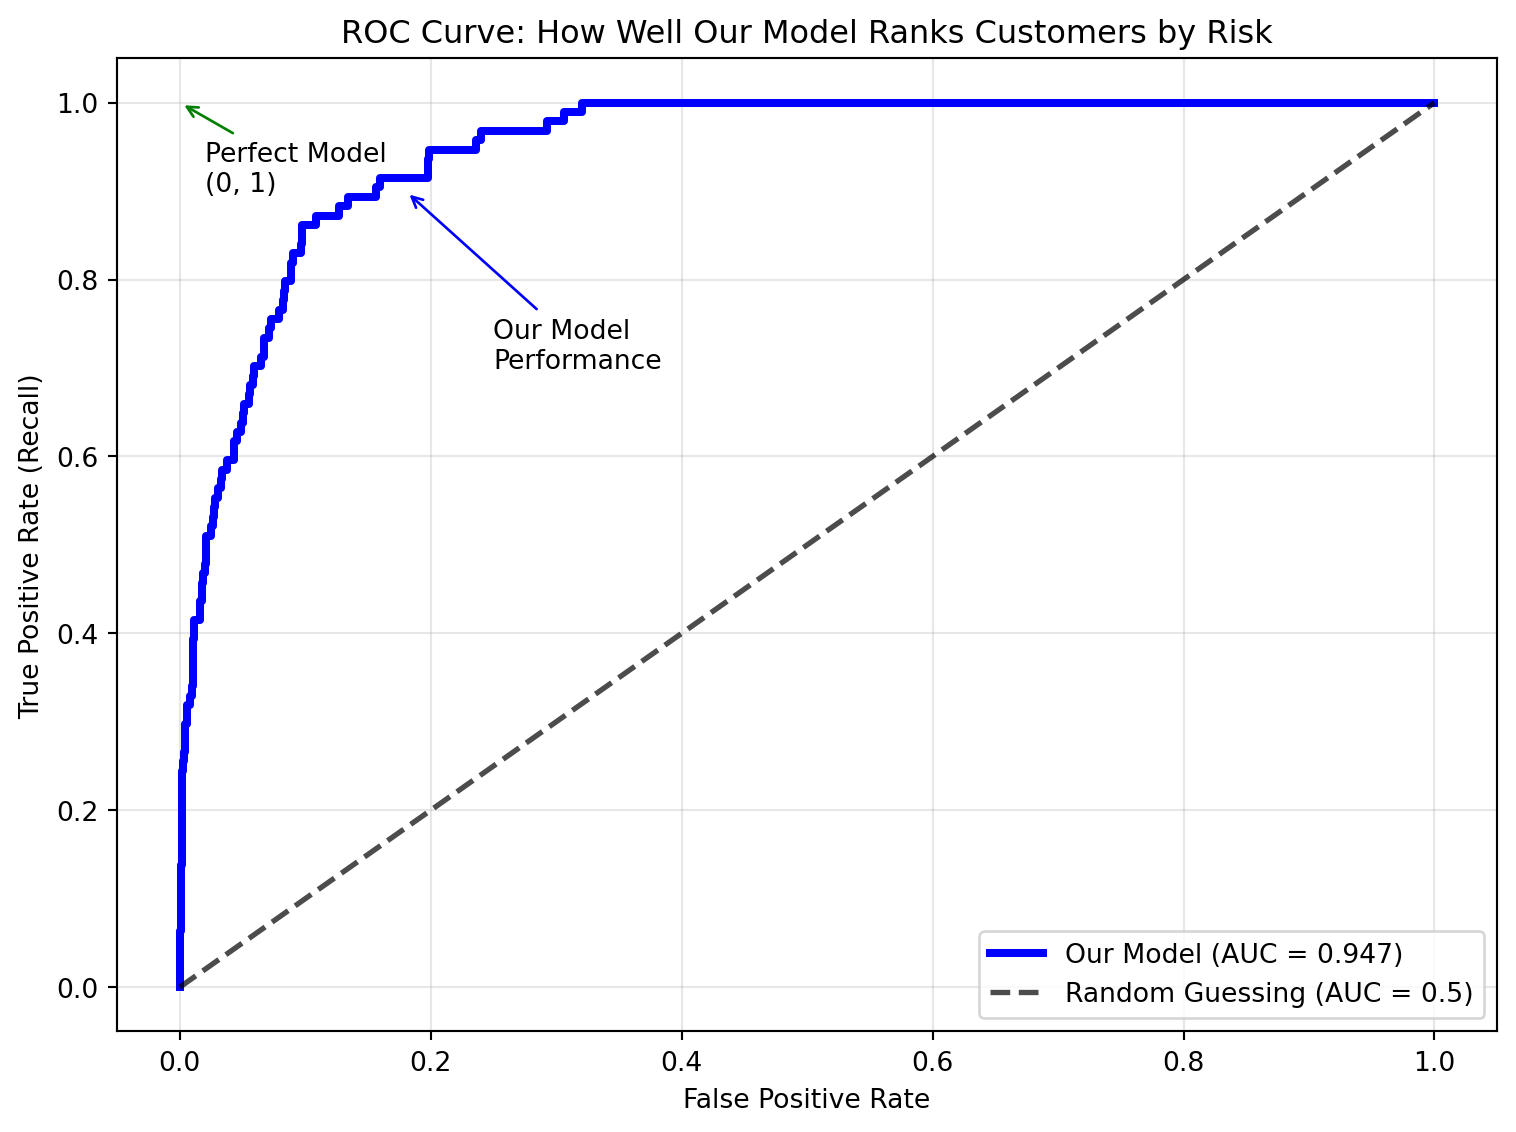 ROC Curve: How Well Our Model Ranks Customers by Risk
True Positive Rate (Recall)
1.0
0.8
0.6
0.4
0.2
0.0
Perfect Model
(0, 1)
Our Model
Performance
Our Model (AUC = 0.947)
Random Guessing (AUC = 0.5)
0.0
0.2
0.4
0.6
0.8
1.0
False Positive Rate